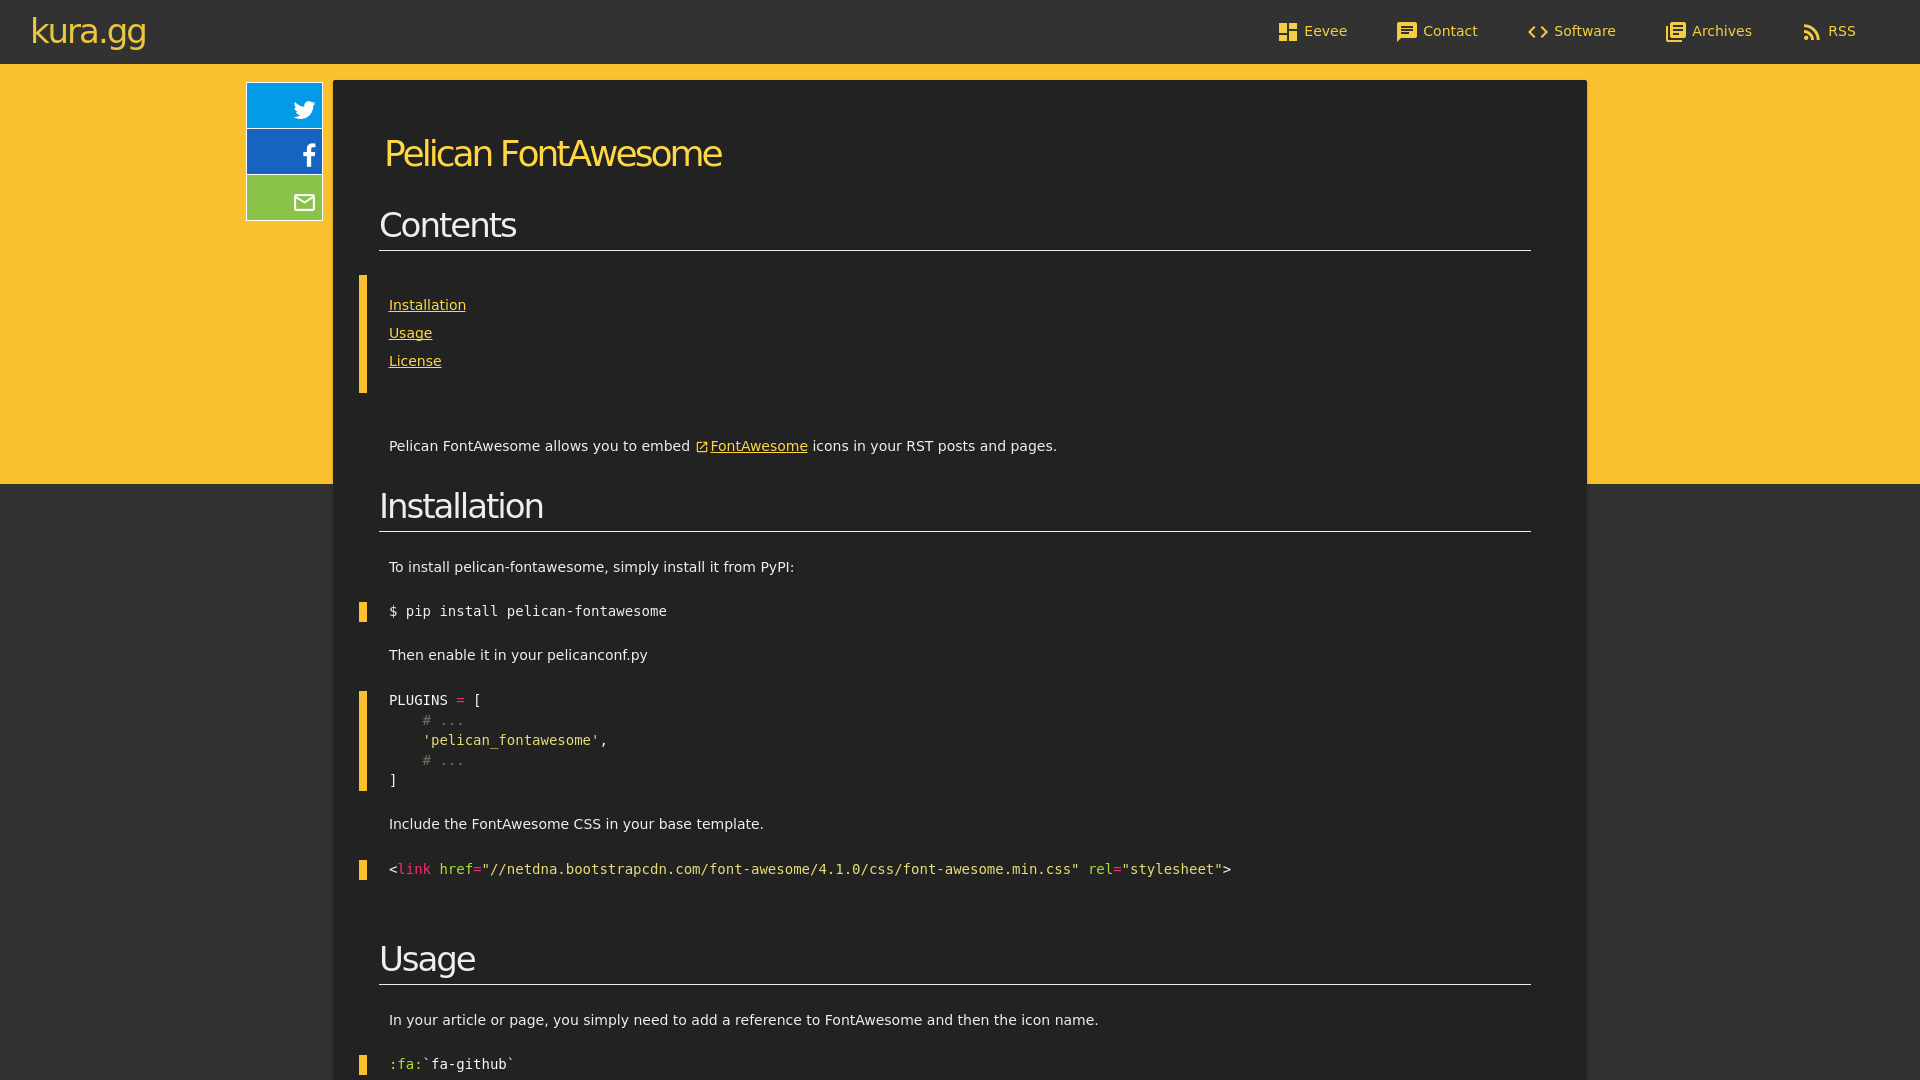 kura.gg
Eevee
Contact
Software
Archives
RSS
Pelican FontAwesome
Contents
Installation
Usage
License
Pelican FontAwesome allows you to embed FontAwesome icons in your RST posts and pages.
Installation
To install pelican-fontawesome, simply install it from PyPI:
$ pip install pelican-fontawesome
Then enable it in your pelicanconf.py
PLUGINS = [
    # ...
    'pelican_fontawesome',
    # ...
]
Include the FontAwesome CSS in your base template.
<link href="//netdna.bootstrapcdn.com/font-awesome/4.1.0/css/font-awesome.min.css" rel="stylesheet">
Usage
In your article or page, you simply need to add a reference to FontAwesome and then the icon name.
:fa:`fa-github`